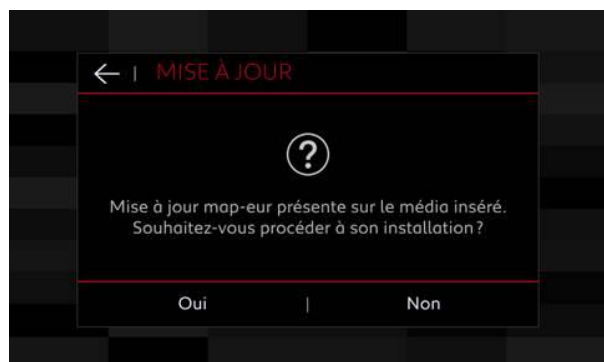 MISE À JOUR
Mise à jour map-eur présente sur le média inséré.
Souhaitez-vous procéder à son installation ?
Oui | Non